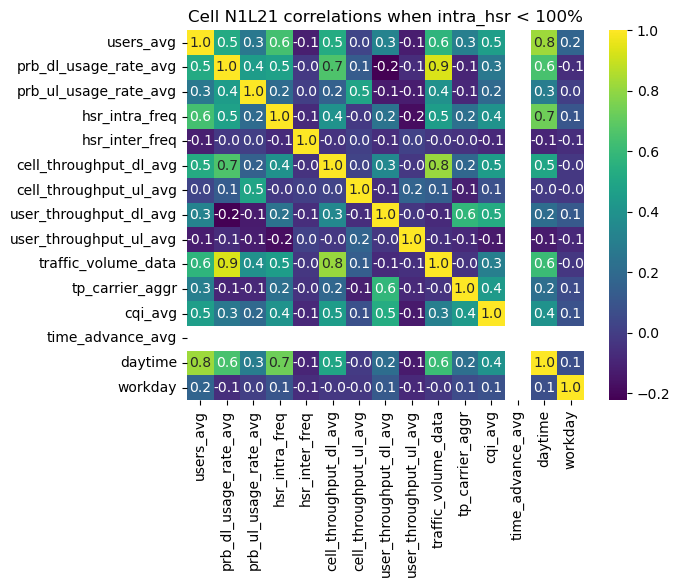 Cell N1L21 correlations when intra_hsr < 100%
users_avg 1.0 0.5 0.3 0.6 -0.1 0.5 0.0 0.3 -0.1 0.6 0.3 0.5 0.8 0.2
prb_dl_usage_rate_avg 0.5 1.0 0.4 0.5 -0.0 0.7 0.1 -0.2 -0.1 0.9 -0.1 0.3 0.6 -0.1
prb_ul_usage_rate_avg 0.3 0.4 1.0 0.2 0.0 0.2 0.5 -0.1 -0.1 0.4 -0.1 0.2 0.3 0.0
hsr_intra_freq 0.6 0.5 0.2 1.0 -0.1 0.4 -0.0 0.2 -0.2 0.5 0.2 0.4 0.7 0.1
hsr_inter_freq -0.1 -0.0 0.0 -0.1 1.0 -0.0 0.0 -0.1 0.0 -0.0 -0.0 -0.1 -0.1 -0.1
cell_throughput_dl_avg 0.5 0.7 0.2 0.4 -0.0 1.0 0.0 0.3 -0.0 0.8 0.2 0.5 0.5 -0.0
cell_throughput_ul_avg 0.0 0.1 0.5 -0.0 0.0 0.0 1.0 -0.1 0.2 0.1 -0.1 0.1 -0.0 -0.0
user_throughput_dl_avg 0.3 -0.2 -0.1 0.2 -0.1 0.3 -0.1 1.0 -0.0 -0.1 0.6 0.5 0.2 0.1
user_throughput_ul_avg -0.1 -0.1 -0.1 -0.2 0.0 -0.0 0.2 -0.0 1.0 -0.1 -0.1 -0.1 -0.1 -0.1
traffic_volume_data 0.6 0.9 0.4 0.5 -0.0 0.8 0.1 -0.1 -0.1 1.0 -0.0 0.3 0.6 -0.0
tp_carrier_aggr 0.3 -0.1 -0.1 0.2 -0.0 0.2 -0.1 0.6 -0.1 -0.0 1.0 0.4 0.2 0.1
cqi_avg 0.5 0.3 0.2 0.4 -0.1 0.5 0.1 0.5 -0.1 0.3 0.4 1.0 0.4 0.1
time_advance_avg
daytime 0.8 0.6 0.3 0.7 -0.1 0.5 -0.0 0.2 -0.1 0.6 0.2 0.4 1.0 0.1
workday 0.2 -0.1 0.0 0.1 -0.1 -0.0 -0.0 0.1 -0.1 -0.0 0.1 0.1 0.1 1.0
users_avg
prb_dl_usage_rate_avg
prb_ul_usage_rate_avg
hsr_intra_freq
hsr_inter_freq
cell_throughput_dl_avg
cell_throughput_ul_avg
user_throughput_dl_avg
user_throughput_ul_avg
traffic_volume_data
tp_carrier_aggr
cqi_avg
time_advance_avg
daytime
workday
1.0
0.8
0.6
0.4
0.2
0.0
−0.2